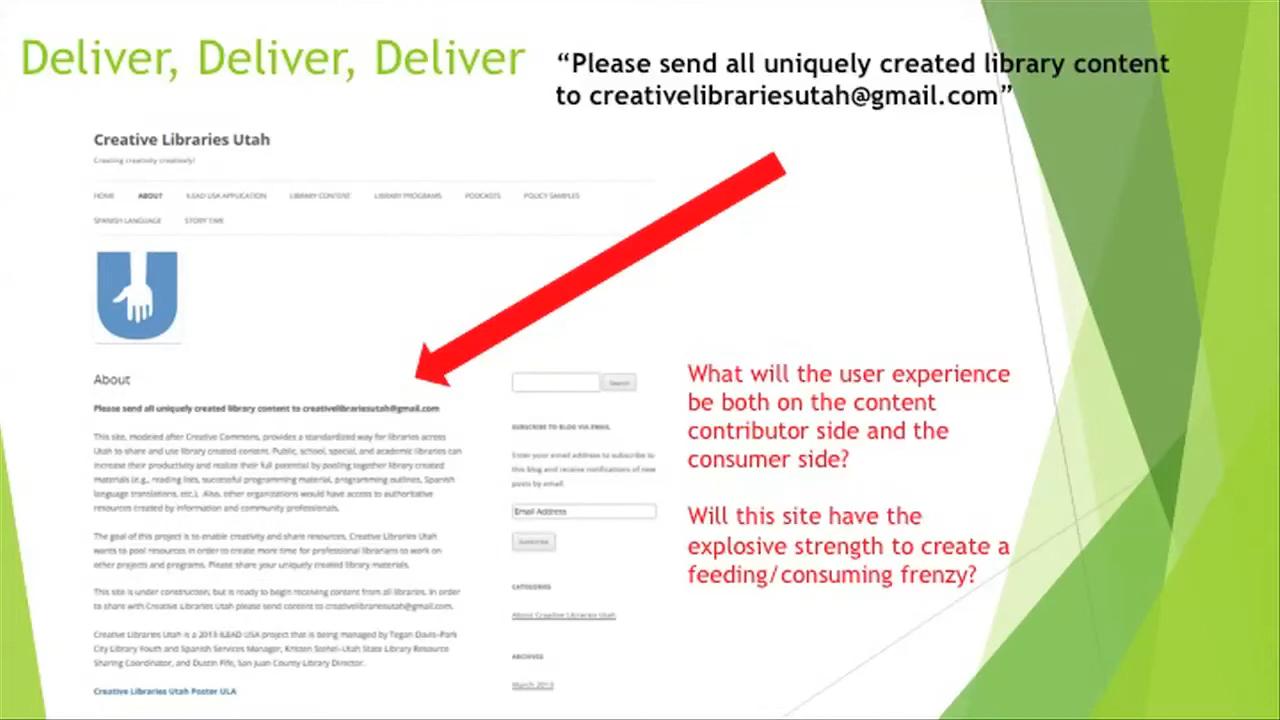 Deliver, Deliver, Deliver
“Please send all uniquely created library content
to creativelibrariesutah@gmail.com”
Creative Libraries Utah
Creating creativity creatively!
HOME ABOUT ILEAD USA APPLICATION LIBRARY CONTENT LIBRARY PROGRAMS PODCASTS POLICY SAMPLES
SPANISH LANGUAGE STORY TIME
About
Please send all uniquely created library content to creativelibrariesutah@gmail.com
This site, modeled after Creative Commons, provides a standardized way for libraries across
Utah to share and use library created content. Public, school, special, and academic libraries can
increase their productivity and realize their full potential by pooling together library created
materials (e.g., reading lists, successful programming material, programming outlines, Spanish
language translations, etc.). Also, other organizations would have access to authoritative
resources created by information and community professionals.
The goal of this project is to enable creativity and share resources. Creative Libraries Utah
wants to pool resources in order to create more time for professional librarians to work on
other projects and programs. Please share your uniquely created library materials.
This site is under construction, but is ready to begin receiving content from all libraries. In order
to share with Creative Libraries Utah please send content to creativelibrariesutah@gmail.com.
Creative Libraries Utah is a 2013 ILEAD USA project that is being managed by Tegan Davis–Park
City Library Youth and Spanish Services Manager, Kristen Stehel–Utah State Library Resource
Sharing Coordinator, and Dustin Fife, San Juan County Library Director.
Creative Libraries Utah Poster ULA
Search
SUBSCRIBE TO BLOG VIA EMAIL
Enter your email address to subscribe to
this blog and receive notifications of new
posts by email.
Email Address
Subscribe
CATEGORIES
About Creative Libraries Utah
ARCHIVES
March 2013
What will the user experience
be both on the content
contributor side and the
consumer side?
Will this site have the
explosive strength to create a
feeding/consuming frenzy?